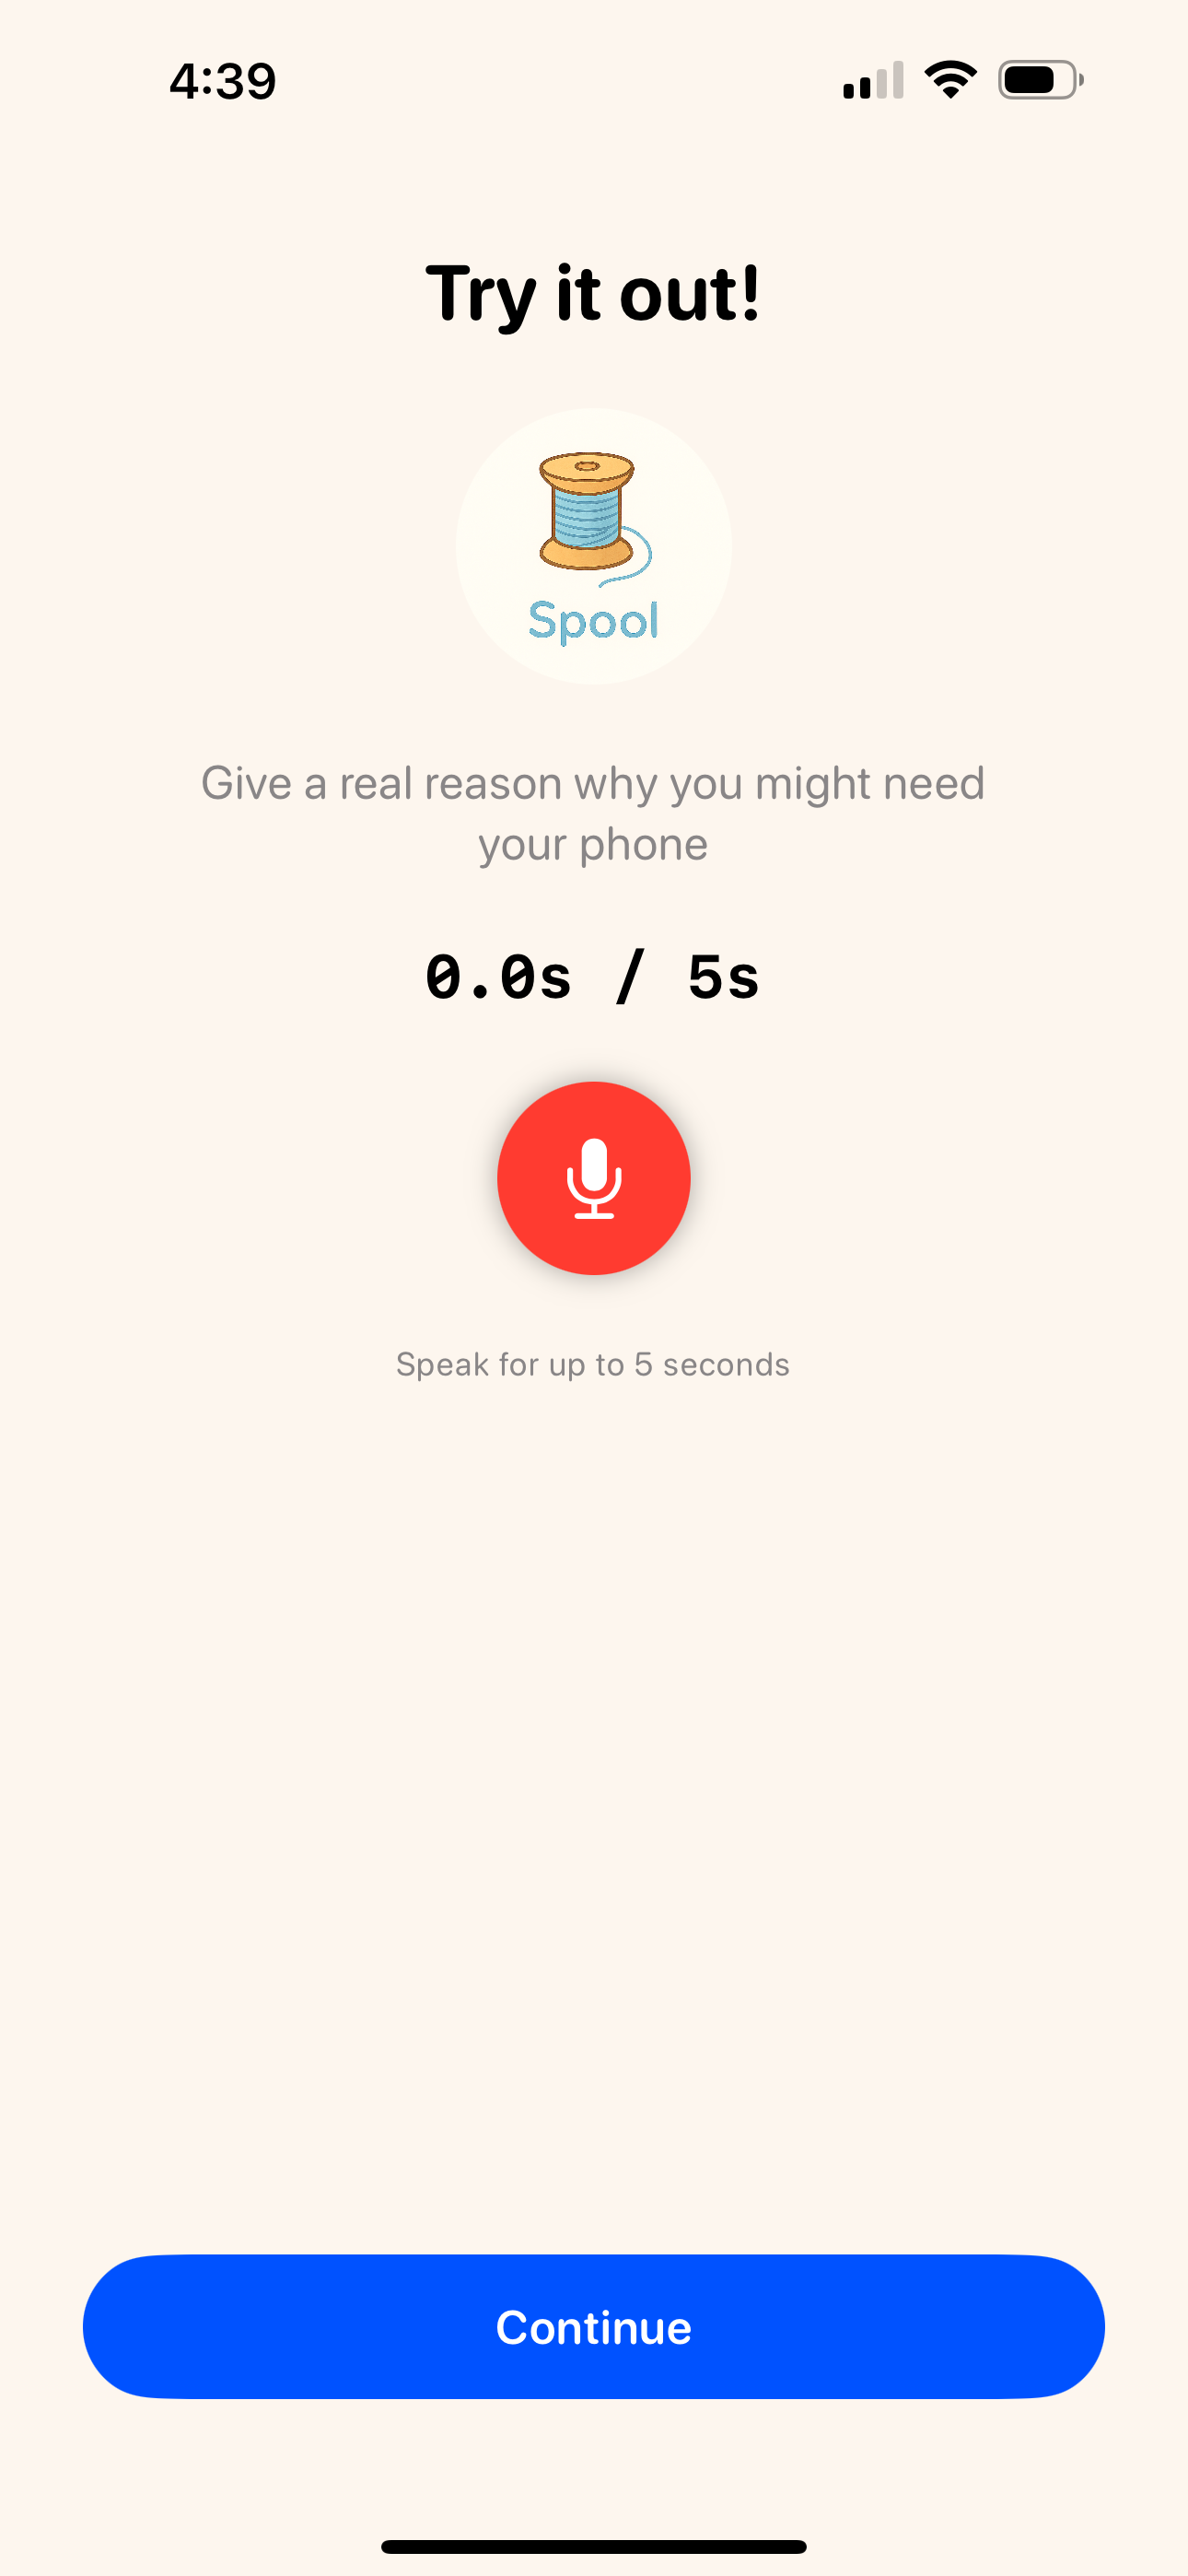 4:39
Try it out!
Spool
Give a real reason why you might need
your phone
0.0s / 5s
Speak for up to 5 seconds
Continue